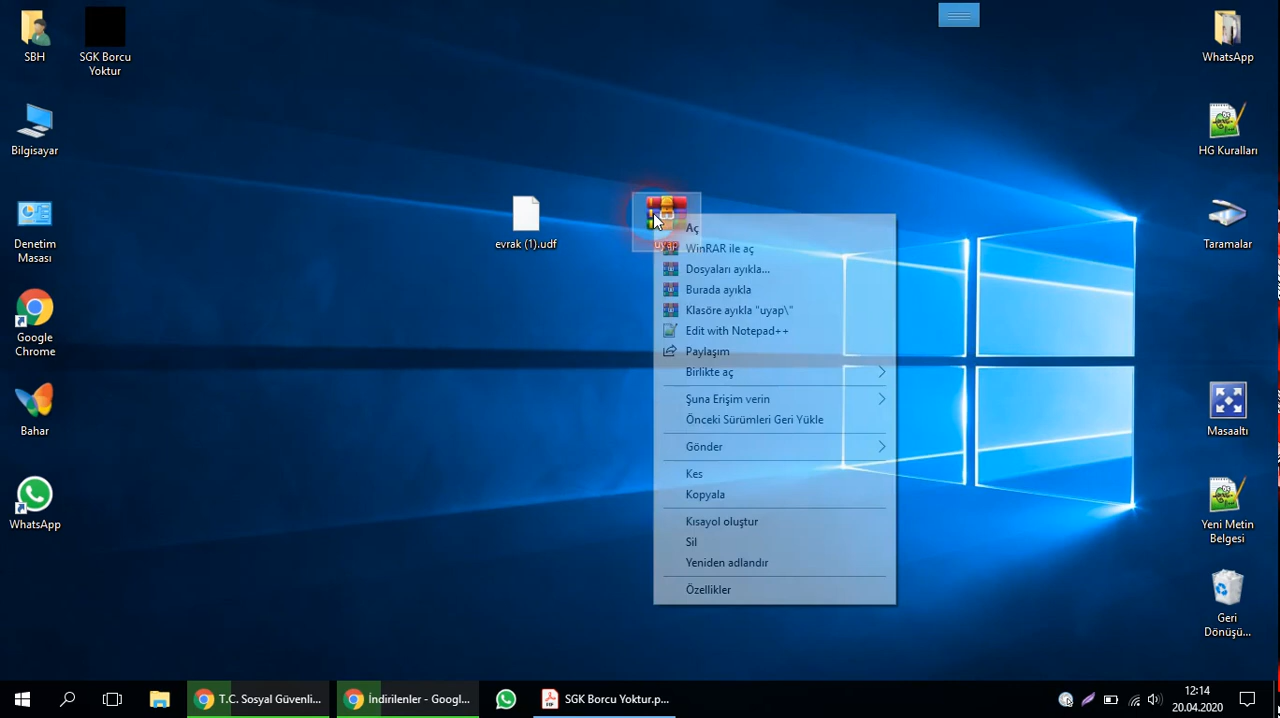 SBH
SGK Borcu
Yoktur
Bilgisayar
Denetim
Masası
Google
Chrome
Bahar
WhatsApp
evrak (1).udf
uyap
Aç
WinRAR ile aç
Dosyaları ayıkla...
Burada ayıkla
Klasöre ayıkla "uyap\"
Edit with Notepad++
Paylaşım
Birlikte aç
Şuna Erişim verin
Önceki Sürümleri Geri Yükle
Gönder
Kes
Kopyala
Kısayol oluştur
Sil
Yeniden adlandır
Özellikler
WhatsApp
HG Kuralları
Taramalar
Masaaltı
Yeni Metin
Belgesi
Geri
Dönüşü...
T.C. Sosyal Güvenli...
İndirilenler - Googl...
SGK Borcu Yoktur.p...
12:14
20.04.2020